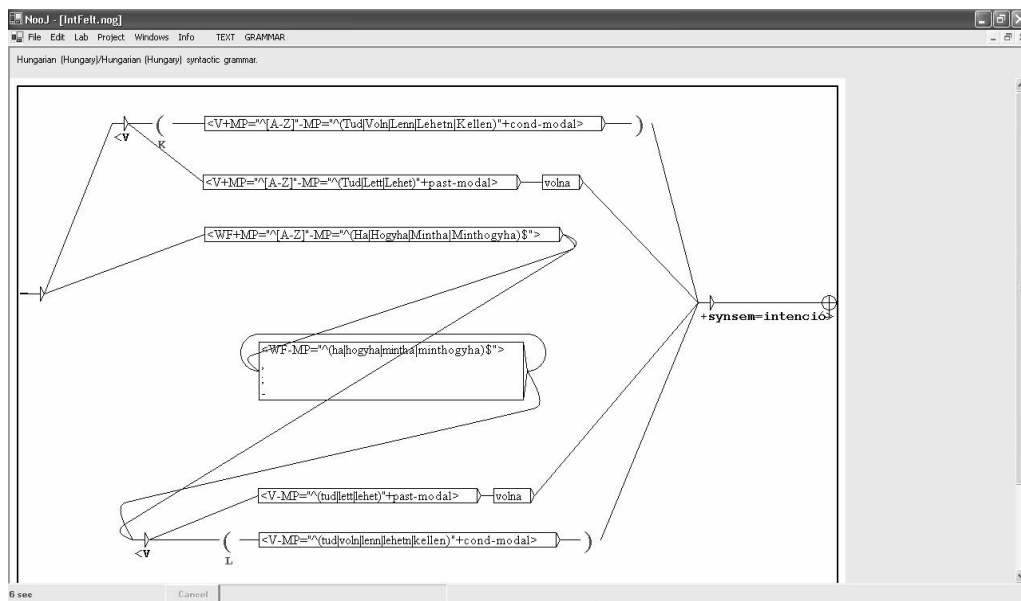 NooJ - [IntFelt.nog]
File Edit Lab Project Windows Info TEXT GRAMMAR
Hungarian (Hungary)/Hungarian (Hungary) syntactic grammar.
<V+MP="^[A-Z]"-MP="^(Tud|Voln|Lenn|Lehetn|Kellen)"+cond-modal>
<V
K
<V+MP="^[A-Z]"-MP="^(Tud|Lett|Lehet)"+past-modal> volna
<WF+MP="^[A-Z]"-MP="^(Ha|Hogyha|Mintha|Minthogyha)$">
+synsem=intenció>
<WF-MP="^(ha|hogyha|mintha|minthogyha)$">
,
;
-
<V-MP="^(tud|lett|lehet)"+past-modal> volna
<V-MP="^(tud|voln|lenn|lehetn|kellen)"+cond-modal>
<V
L
6 sec Cancel